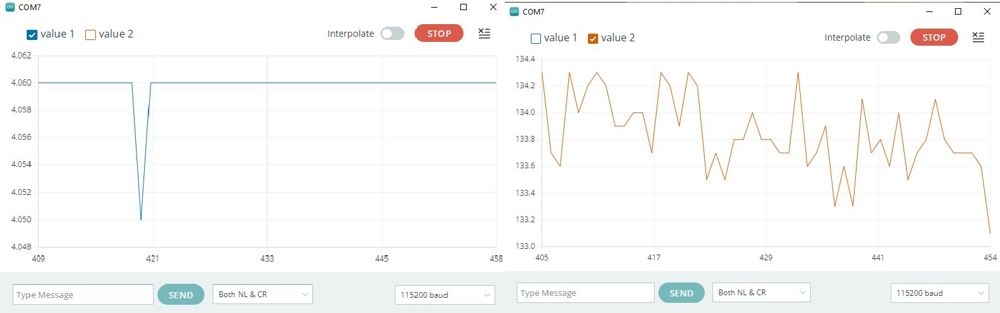 COM7
value 1 value 2 Interpolate STOP
4.062
4.060
4.058
4.056
4.054
4.052
4.050
4.048
409 421 433 445 458
Type Message SEND Both NL & CR 115200 baud
COM7
value 1 value 2 Interpolate STOP
134.4
134.2
134.0
133.8
133.6
133.4
133.2
133.0
405 417 429 441 454
Type Message SEND Both NL & CR 115200 baud